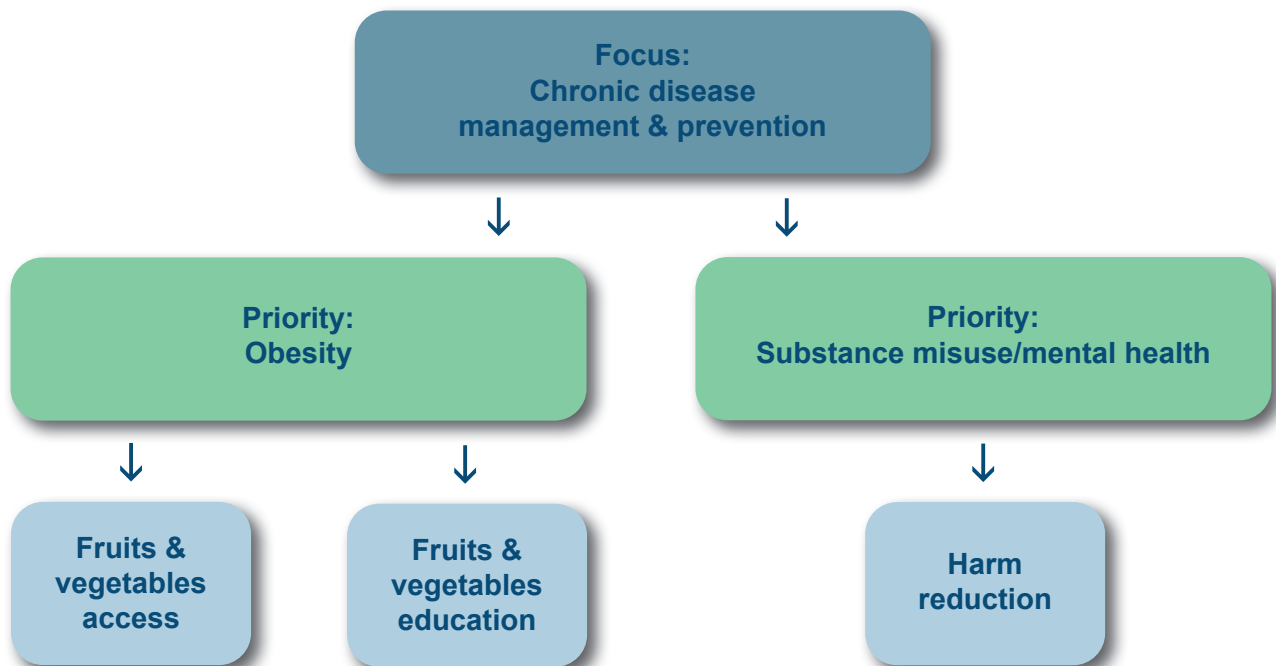 Focus:
Chronic disease
management & prevention
Priority:
Obesity
Priority:
Substance misuse/mental health
Fruits &
vegetables
access
Fruits &
vegetables
education
Harm
reduction